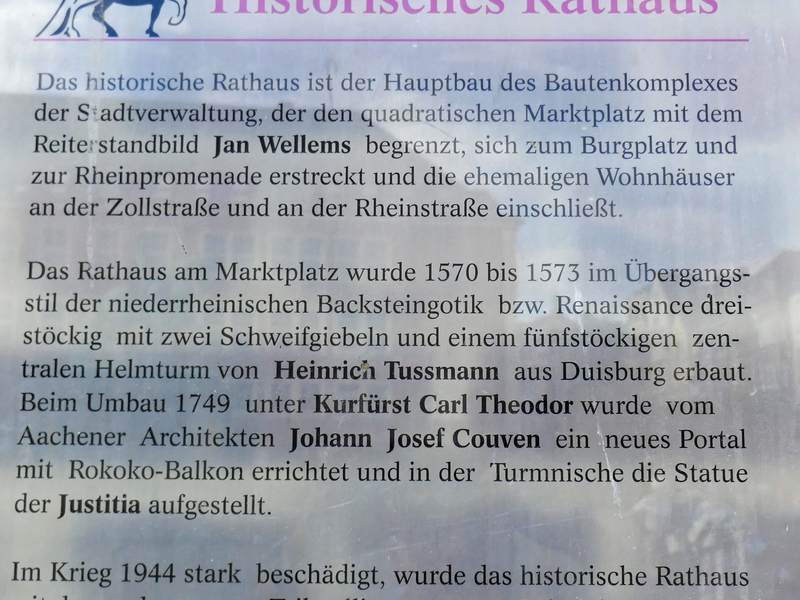 Historisches Rathaus
Das historische Rathaus ist der Hauptbau des Bautenkomplexes
der Stadtverwaltung, der den quadratischen Marktplatz mit dem
Reiterstandbild Jan Wellems begrenzt, sich zum Burgplatz und
zur Rheinpromenade erstreckt und die ehemaligen Wohnhäuser
an der Zollstraße und an der Rheinstraße einschließt.
Das Rathaus am Marktplatz wurde 1570 bis 1573 im Übergangs-
stil der niederrheinischen Backsteingotik bzw. Renaissance drei-
stöckig mit zwei Schweifgiebeln und einem fünfstöckigen zen-
tralen Helmturm von Heinrich Tussmann aus Duisburg erbaut.
Beim Umbau 1749 unter Kurfürst Carl Theodor wurde vom
Aachener Architekten Johann Josef Couven ein neues Portal
mit Rokoko-Balkon errichtet und in der Turmnische die Statue
der Justitia aufgestellt.
Im Krieg 1944 stark beschädigt, wurde das historische Rathaus